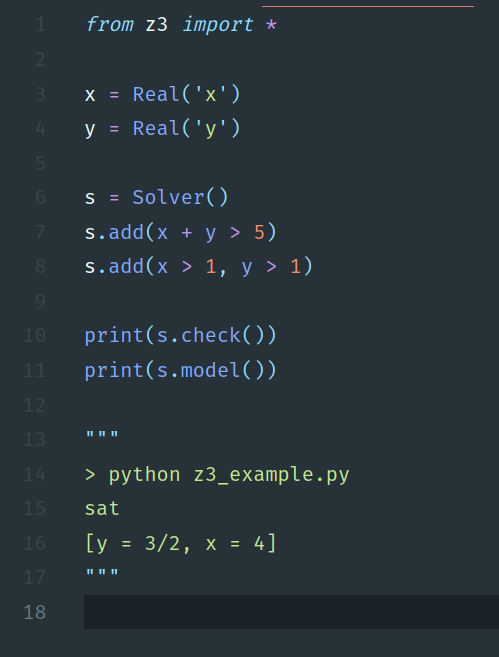 1 from z3 import *
2
3 x = Real('x')
4 y = Real('y')
5
6 s = Solver()
7 s.add(x + y > 5)
8 s.add(x > 1, y > 1)
9
10 print(s.check())
11 print(s.model())
12
13 """
14 > python z3_example.py
15 sat
16 [y = 3/2, x = 4]
17 """
18